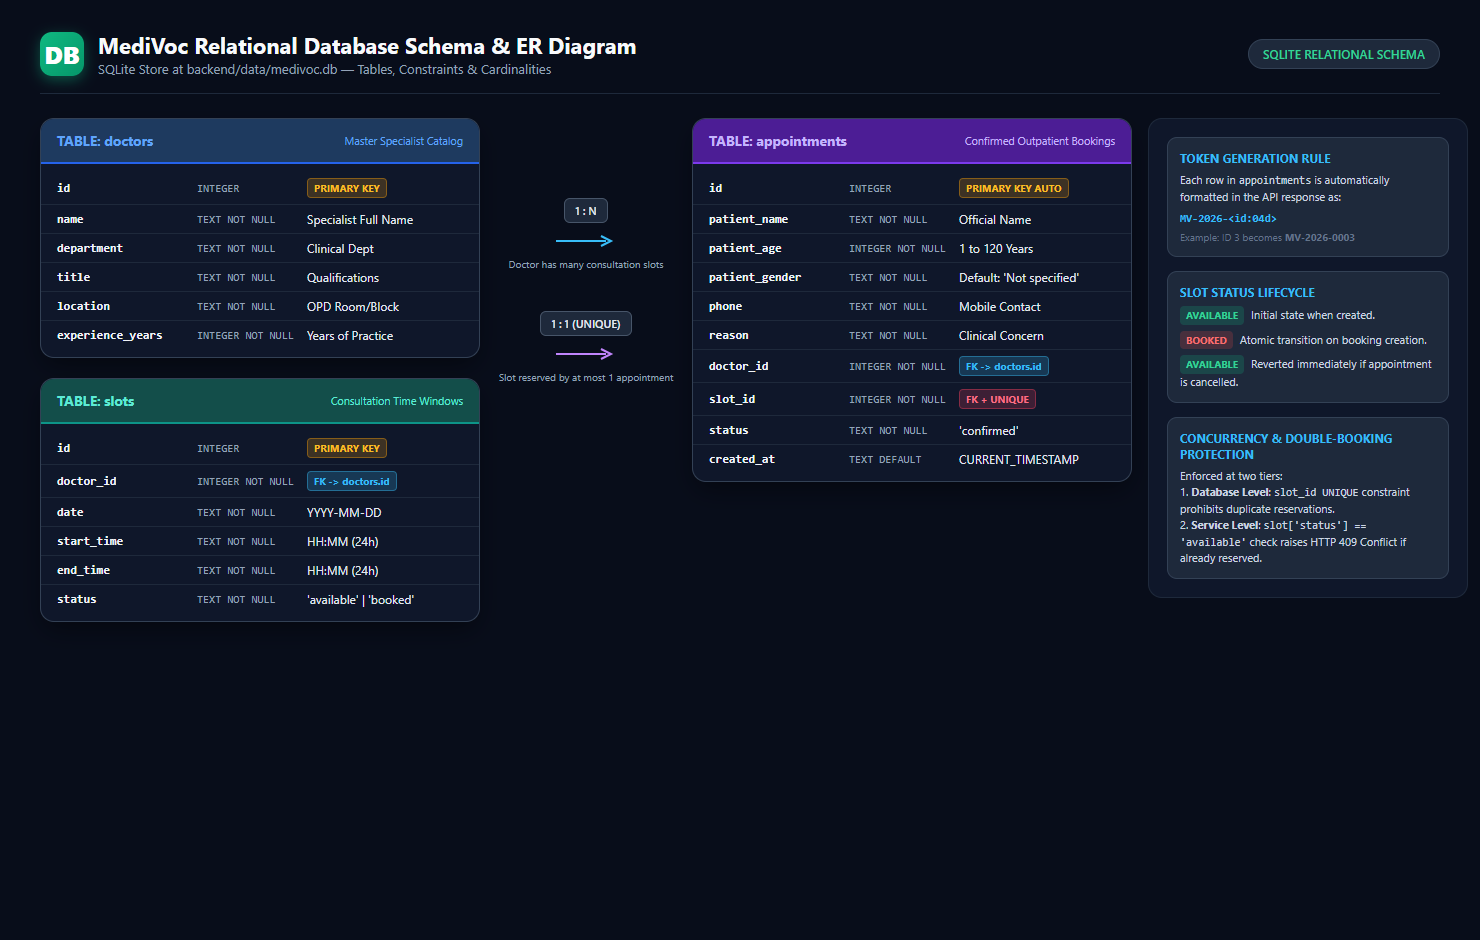 DB
MediVoc Relational Database Schema & ER Diagram
SQLite Store at backend/data/medivoc.db — Tables, Constraints & Cardinalities
SQLITE RELATIONAL SCHEMA
TABLE: doctors Master Specialist Catalog
id INTEGER PRIMARY KEY
name TEXT NOT NULL Specialist Full Name
department TEXT NOT NULL Clinical Dept
title TEXT NOT NULL Qualifications
location TEXT NOT NULL OPD Room/Block
experience_years INTEGER NOT NULL Years of Practice
TABLE: slots Consultation Time Windows
id INTEGER PRIMARY KEY
doctor_id INTEGER NOT NULL FK -> doctors.id
date TEXT NOT NULL YYYY-MM-DD
start_time TEXT NOT NULL HH:MM (24h)
end_time TEXT NOT NULL HH:MM (24h)
status TEXT NOT NULL 'available' | 'booked'
1 : N
Doctor has many consultation slots
1 : 1 (UNIQUE)
Slot reserved by at most 1 appointment
TABLE: appointments Confirmed Outpatient Bookings
id INTEGER PRIMARY KEY AUTO
patient_name TEXT NOT NULL Official Name
patient_age INTEGER NOT NULL 1 to 120 Years
patient_gender TEXT NOT NULL Default: 'Not specified'
phone TEXT NOT NULL Mobile Contact
reason TEXT NOT NULL Clinical Concern
doctor_id INTEGER NOT NULL FK -> doctors.id
slot_id INTEGER NOT NULL FK + UNIQUE
status TEXT NOT NULL 'confirmed'
created_at TEXT DEFAULT CURRENT_TIMESTAMP
TOKEN GENERATION RULE
Each row in appointments is automatically
formatted in the API response as:
MV-2026-<id:04d>
Example: ID 3 becomes MV-2026-0003
SLOT STATUS LIFECYCLE
AVAILABLE Initial state when created.
BOOKED Atomic transition on booking creation.
AVAILABLE Reverted immediately if appointment
is cancelled.
CONCURRENCY & DOUBLE-BOOKING
PROTECTION
Enforced at two tiers:
1. Database Level: slot_id UNIQUE constraint
prohibits duplicate reservations.
2. Service Level: slot['status'] ==
'available' check raises HTTP 409 Conflict if
already reserved.